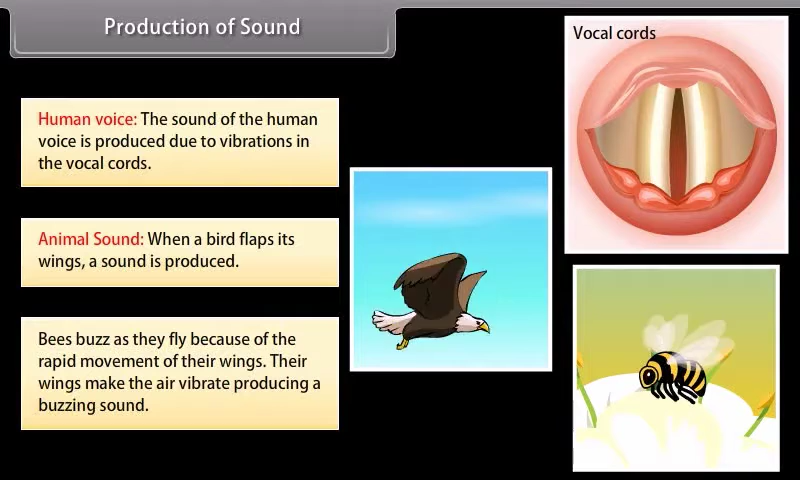 Production of Sound
Vocal cords
Human voice: The sound of the human
voice is produced due to vibrations in
the vocal cords.
Animal Sound: When a bird flaps its
wings, a sound is produced.
Bees buzz as they fly because of the
rapid movement of their wings. Their
wings make the air vibrate producing a
buzzing sound.